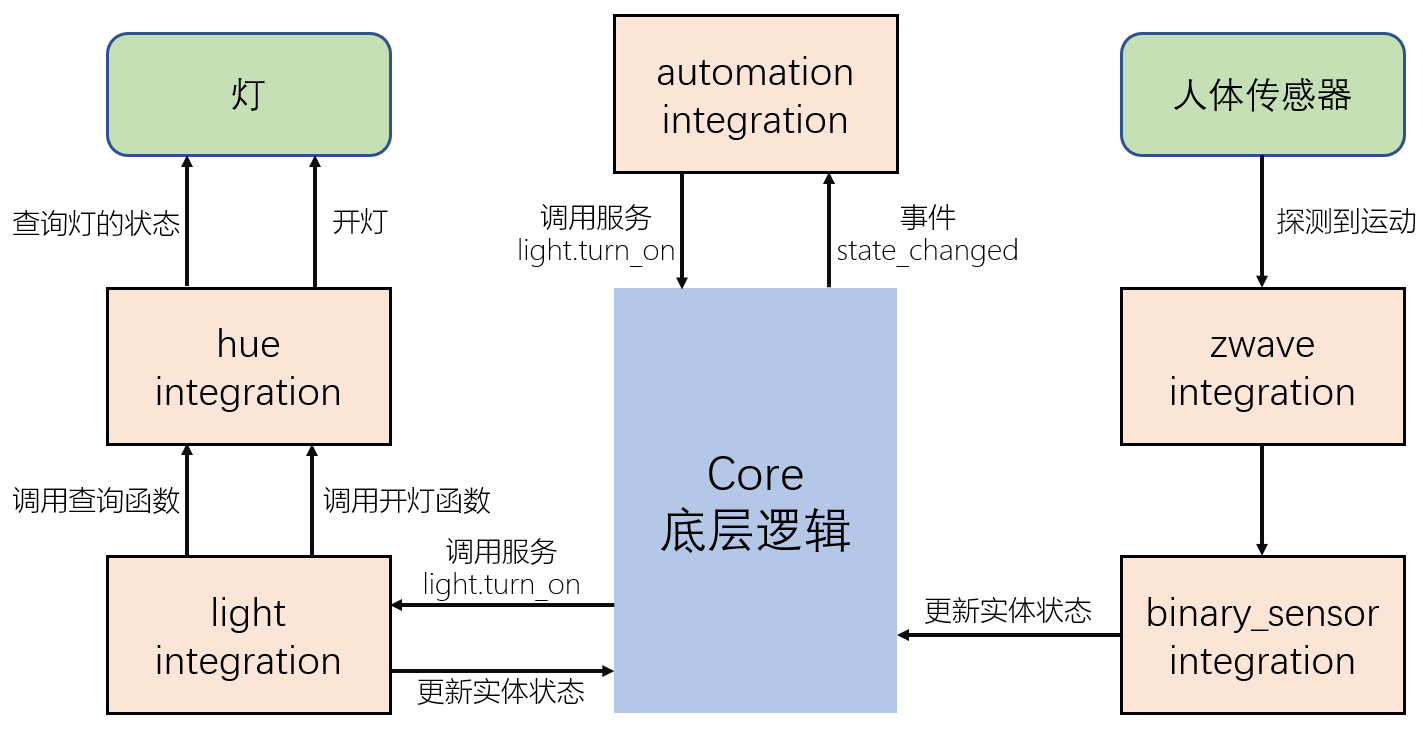 灯
automation
integration
人体传感器
查询灯的状态
开灯
调用服务
light.turn_on
事件
state_changed
探测到运动
hue
integration
zwave
integration
Core
底层逻辑
调用查询函数
调用开灯函数
调用服务
light.turn_on
light
integration
更新实体状态
更新实体状态
binary_sensor
integration